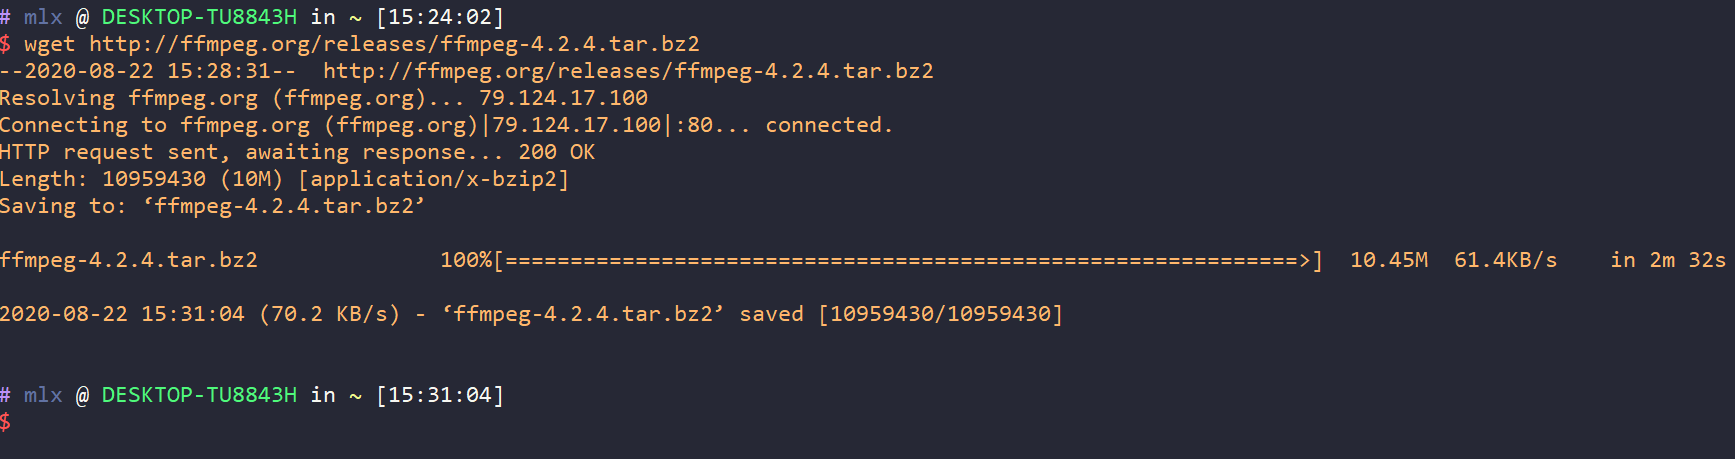 # mlx @ DESKTOP-TU8843H in ~ [15:24:02]
$ wget http://ffmpeg.org/releases/ffmpeg-4.2.4.tar.bz2
--2020-08-22 15:28:31--  http://ffmpeg.org/releases/ffmpeg-4.2.4.tar.bz2
Resolving ffmpeg.org (ffmpeg.org)... 79.124.17.100
Connecting to ffmpeg.org (ffmpeg.org)|79.124.17.100|:80... connected.
HTTP request sent, awaiting response... 200 OK
Length: 10959430 (10M) [application/x-bzip2]
Saving to: ‘ffmpeg-4.2.4.tar.bz2’
ffmpeg-4.2.4.tar.bz2              100%[=============================================================>]  10.45M  61.4KB/s    in 2m 32s
2020-08-22 15:31:04 (70.2 KB/s) - ‘ffmpeg-4.2.4.tar.bz2’ saved [10959430/10959430]
# mlx @ DESKTOP-TU8843H in ~ [15:31:04]
$